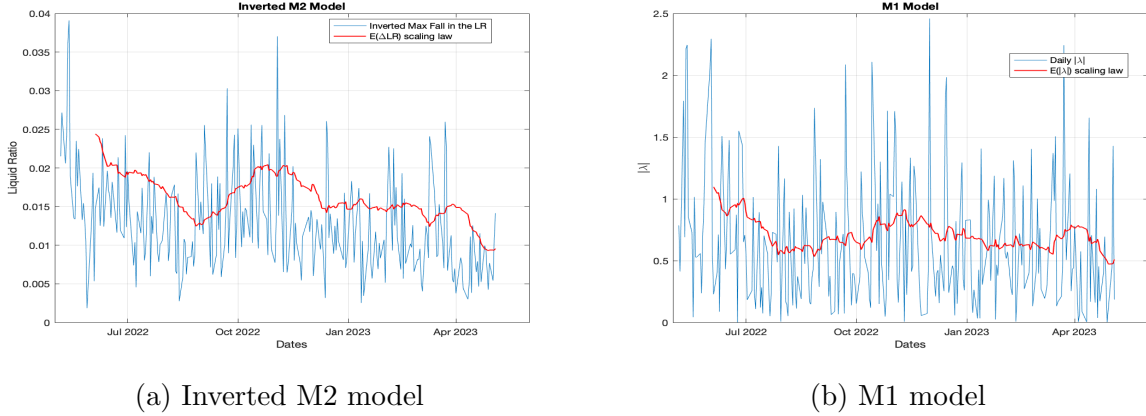 Inverted M2 Model
0.04
0.035
0.03
0.025
0.02
0.015
0.01
0.005
0
Liquid Ratio
Inverted Max Fall in the LR
E(ΔLR) scaling law
Jul 2022
Oct 2022
Jan 2023
Apr 2023
Dates
(a) Inverted M2 model
M1 Model
2.5
2
1.5
1
0.5
0
|λ|
Daily |λ|
E(|λ|) scaling law
Jul 2022
Oct 2022
Jan 2023
Apr 2023
Dates
(b) M1 model